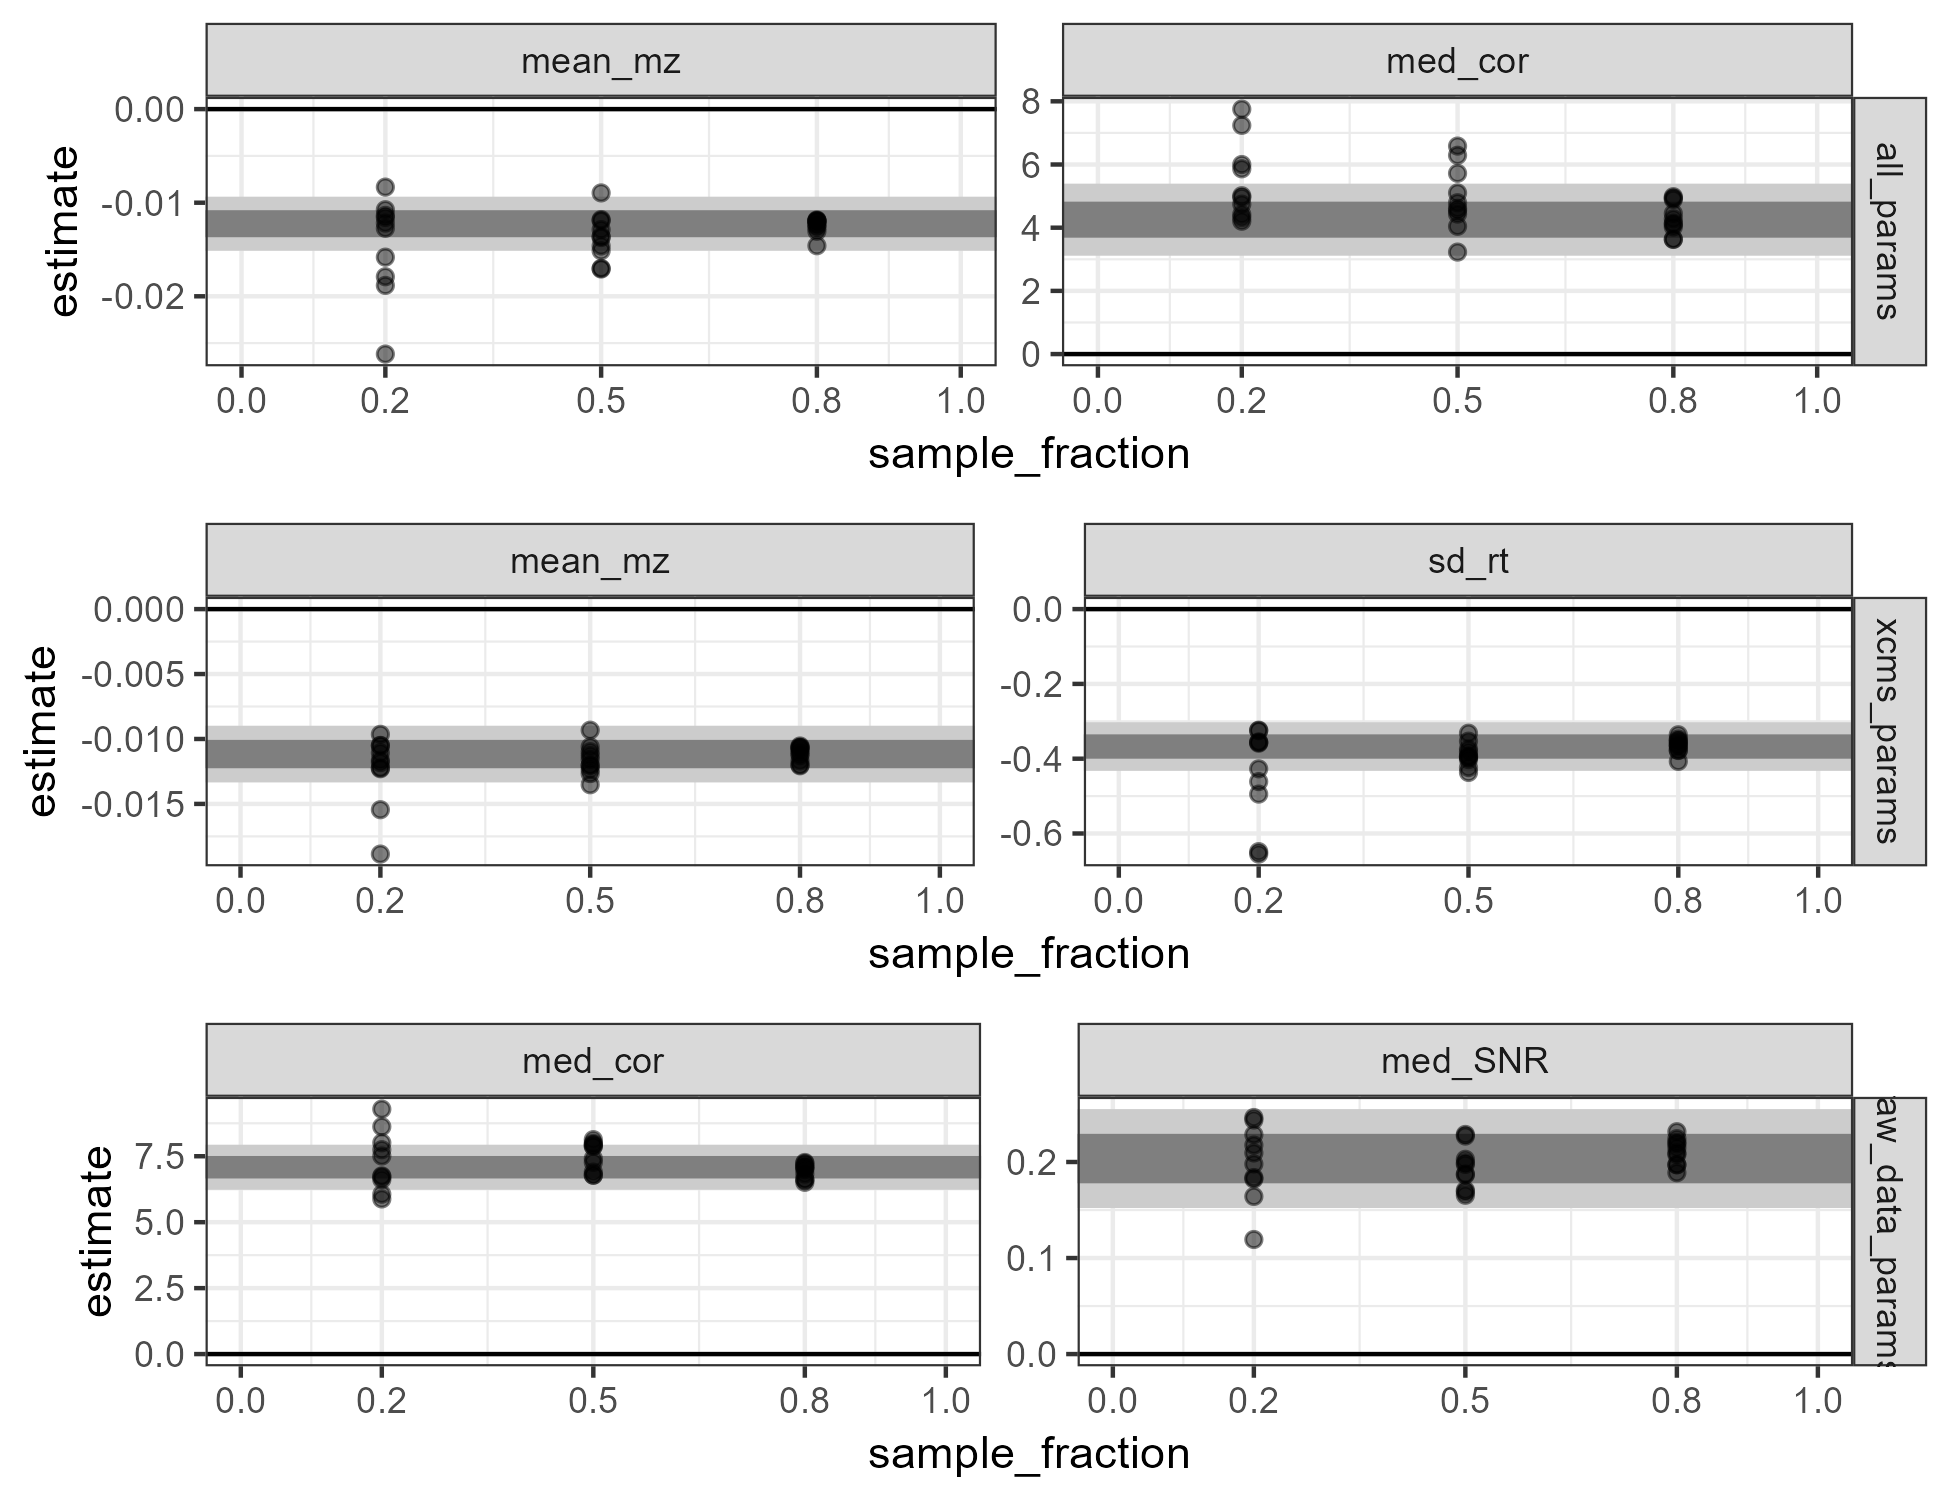 mean_mz
med_cor
estimate
0.00
-0.01
-0.02
8
6
4
2
0
all_params
0.0 0.2 0.5 0.8 1.0
0.0 0.2 0.5 0.8 1.0
sample_fraction
mean_mz
sd_rt
estimate
0.000
-0.005
-0.010
-0.015
0.0
-0.2
-0.4
-0.6
xcms_params
0.0 0.2 0.5 0.8 1.0
0.0 0.2 0.5 0.8 1.0
sample_fraction
med_cor
med_SNR
estimate
7.5
5.0
2.5
0.0
0.2
0.1
0.0
aw_data_params
0.0 0.2 0.5 0.8 1.0
0.0 0.2 0.5 0.8 1.0
sample_fraction